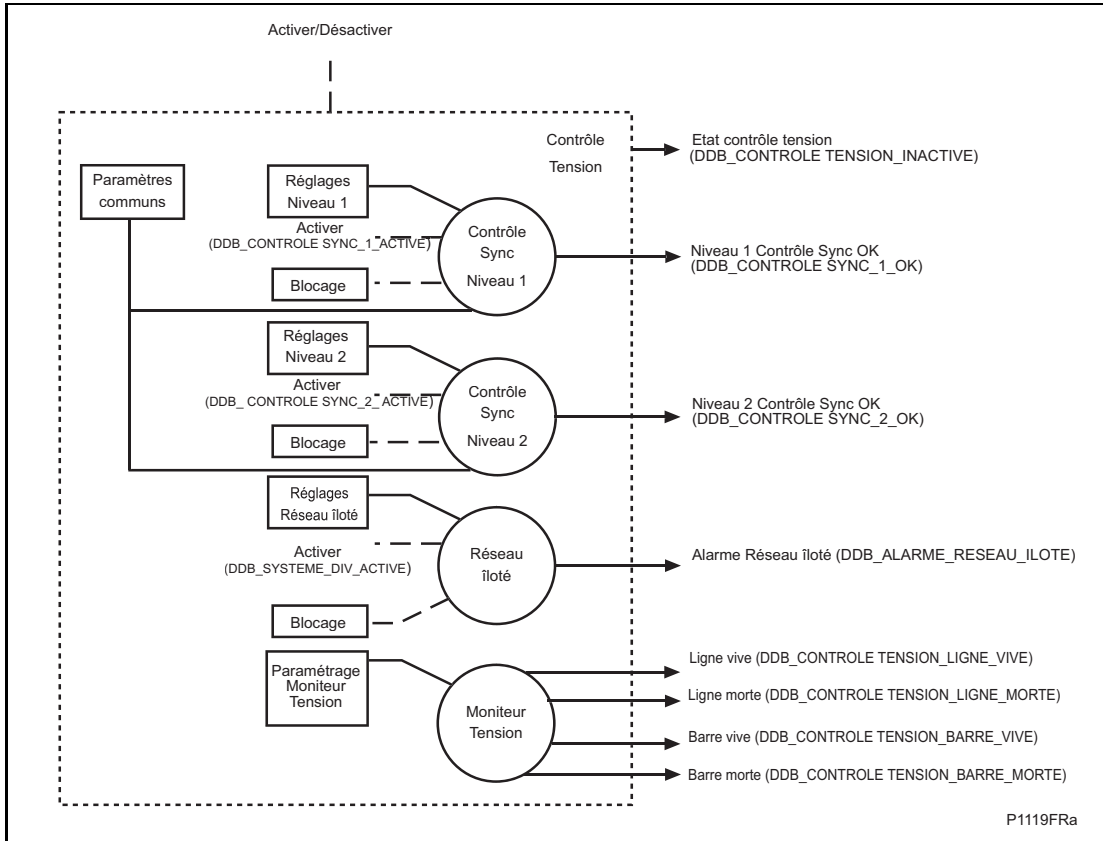 Activer/Désactiver
Contrôle
Tension
Etat contrôle tension
(DDB_CONTROLE TENSION_INACTIVE)
Paramètres
communs
Réglages
Niveau 1
Activer
(DDB_CONTROLE SYNC_1_ACTIVE)
Blocage
Contrôle
Sync
Niveau 1
Niveau 1 Contrôle Sync OK
(DDB_CONTROLE SYNC_1_OK)
Réglages
Niveau 2
Activer
(DDB_ CONTROLE SYNC_2_ ACTIVE)
Blocage
Contrôle
Sync
Niveau 2
Niveau 2 Contrôle Sync OK
(DDB_CONTROLE SYNC_2_OK)
Réglages
Réseau îloté
Activer
(DDB_SYSTEME_DIV_ACTIVE)
Blocage
Réseau
îloté
Alarme Réseau îloté (DDB_ALARME_RESEAU_ILOTE)
Paramétrage
Moniteur
Tension
Moniteur
Tension
Ligne vive (DDB_CONTROLE TENSION_LIGNE_VIVE)
Ligne morte (DDB_CONTROLE TENSION_LIGNE_MORTE)
Barre vive (DDB_CONTROLE TENSION_BARRE_VIVE)
Barre morte (DDB_CONTROLE TENSION_BARRE_MORTE)
P1119FRa